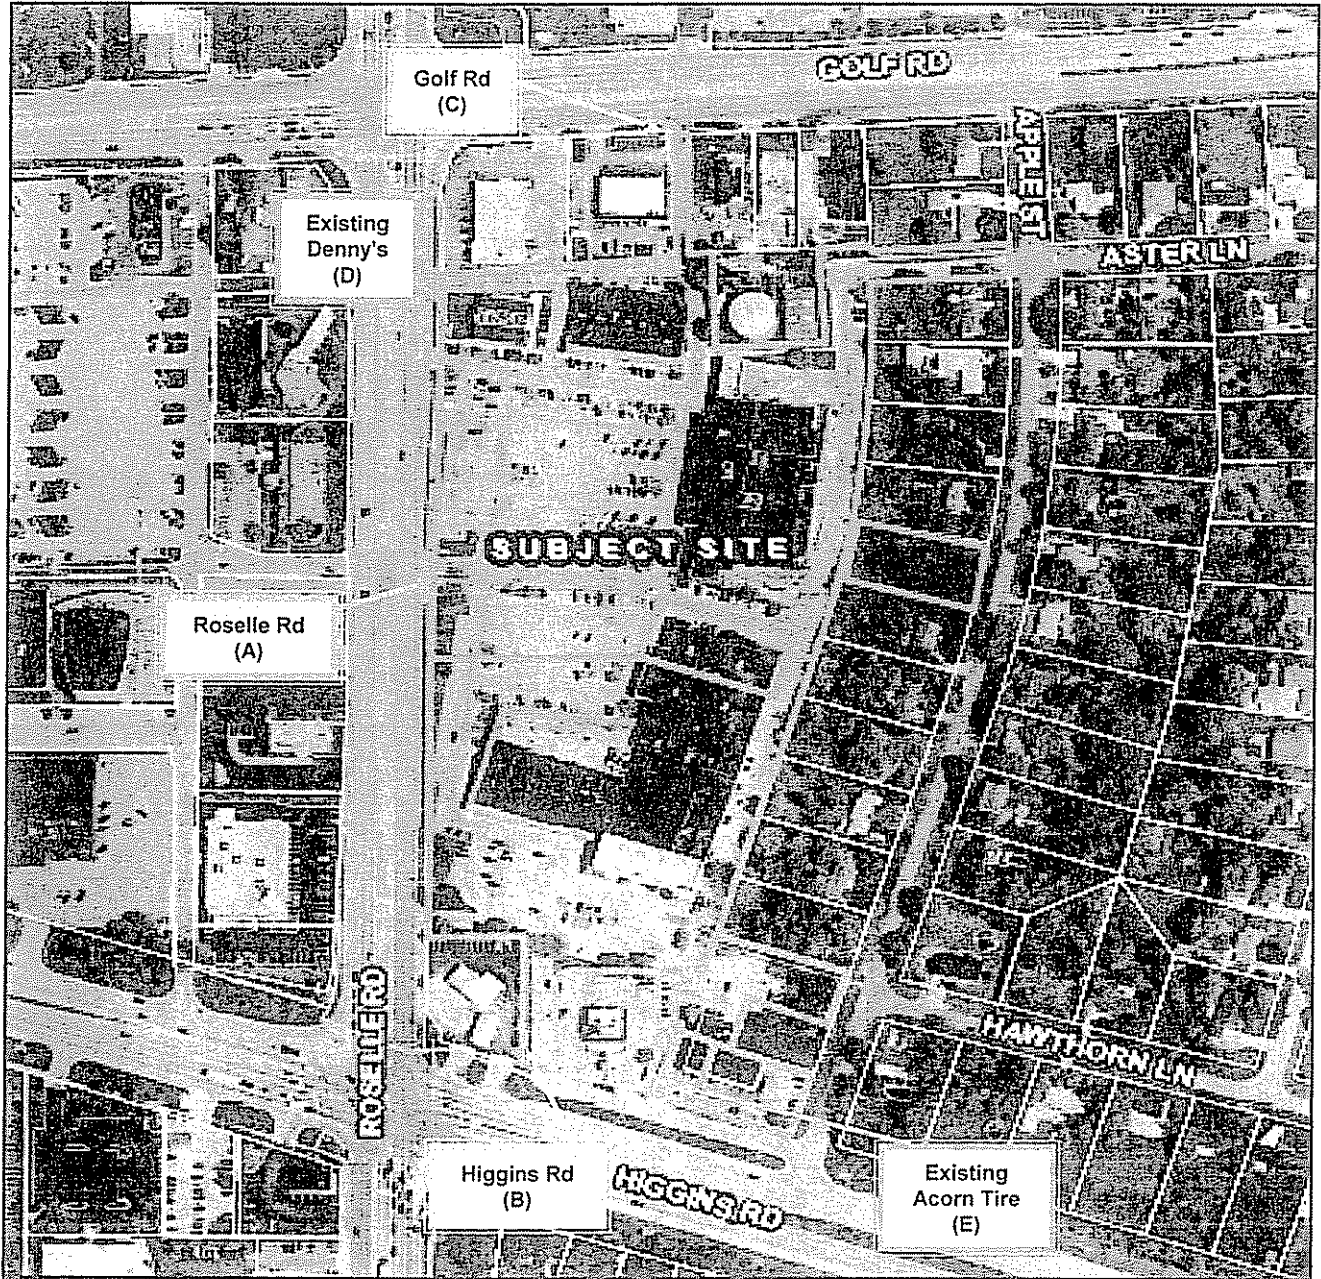 GOLF RD
Golf Rd
(C)
APPLE ST
Existing
Denny's
(D)
ASTER LN
SUBJECT SITE
Roselle Rd
(A)
ROSELLE RD
HAWTHORN LN
Higgins Rd
(B)
HIGGINS RD
Existing
Acorn Tire
(E)